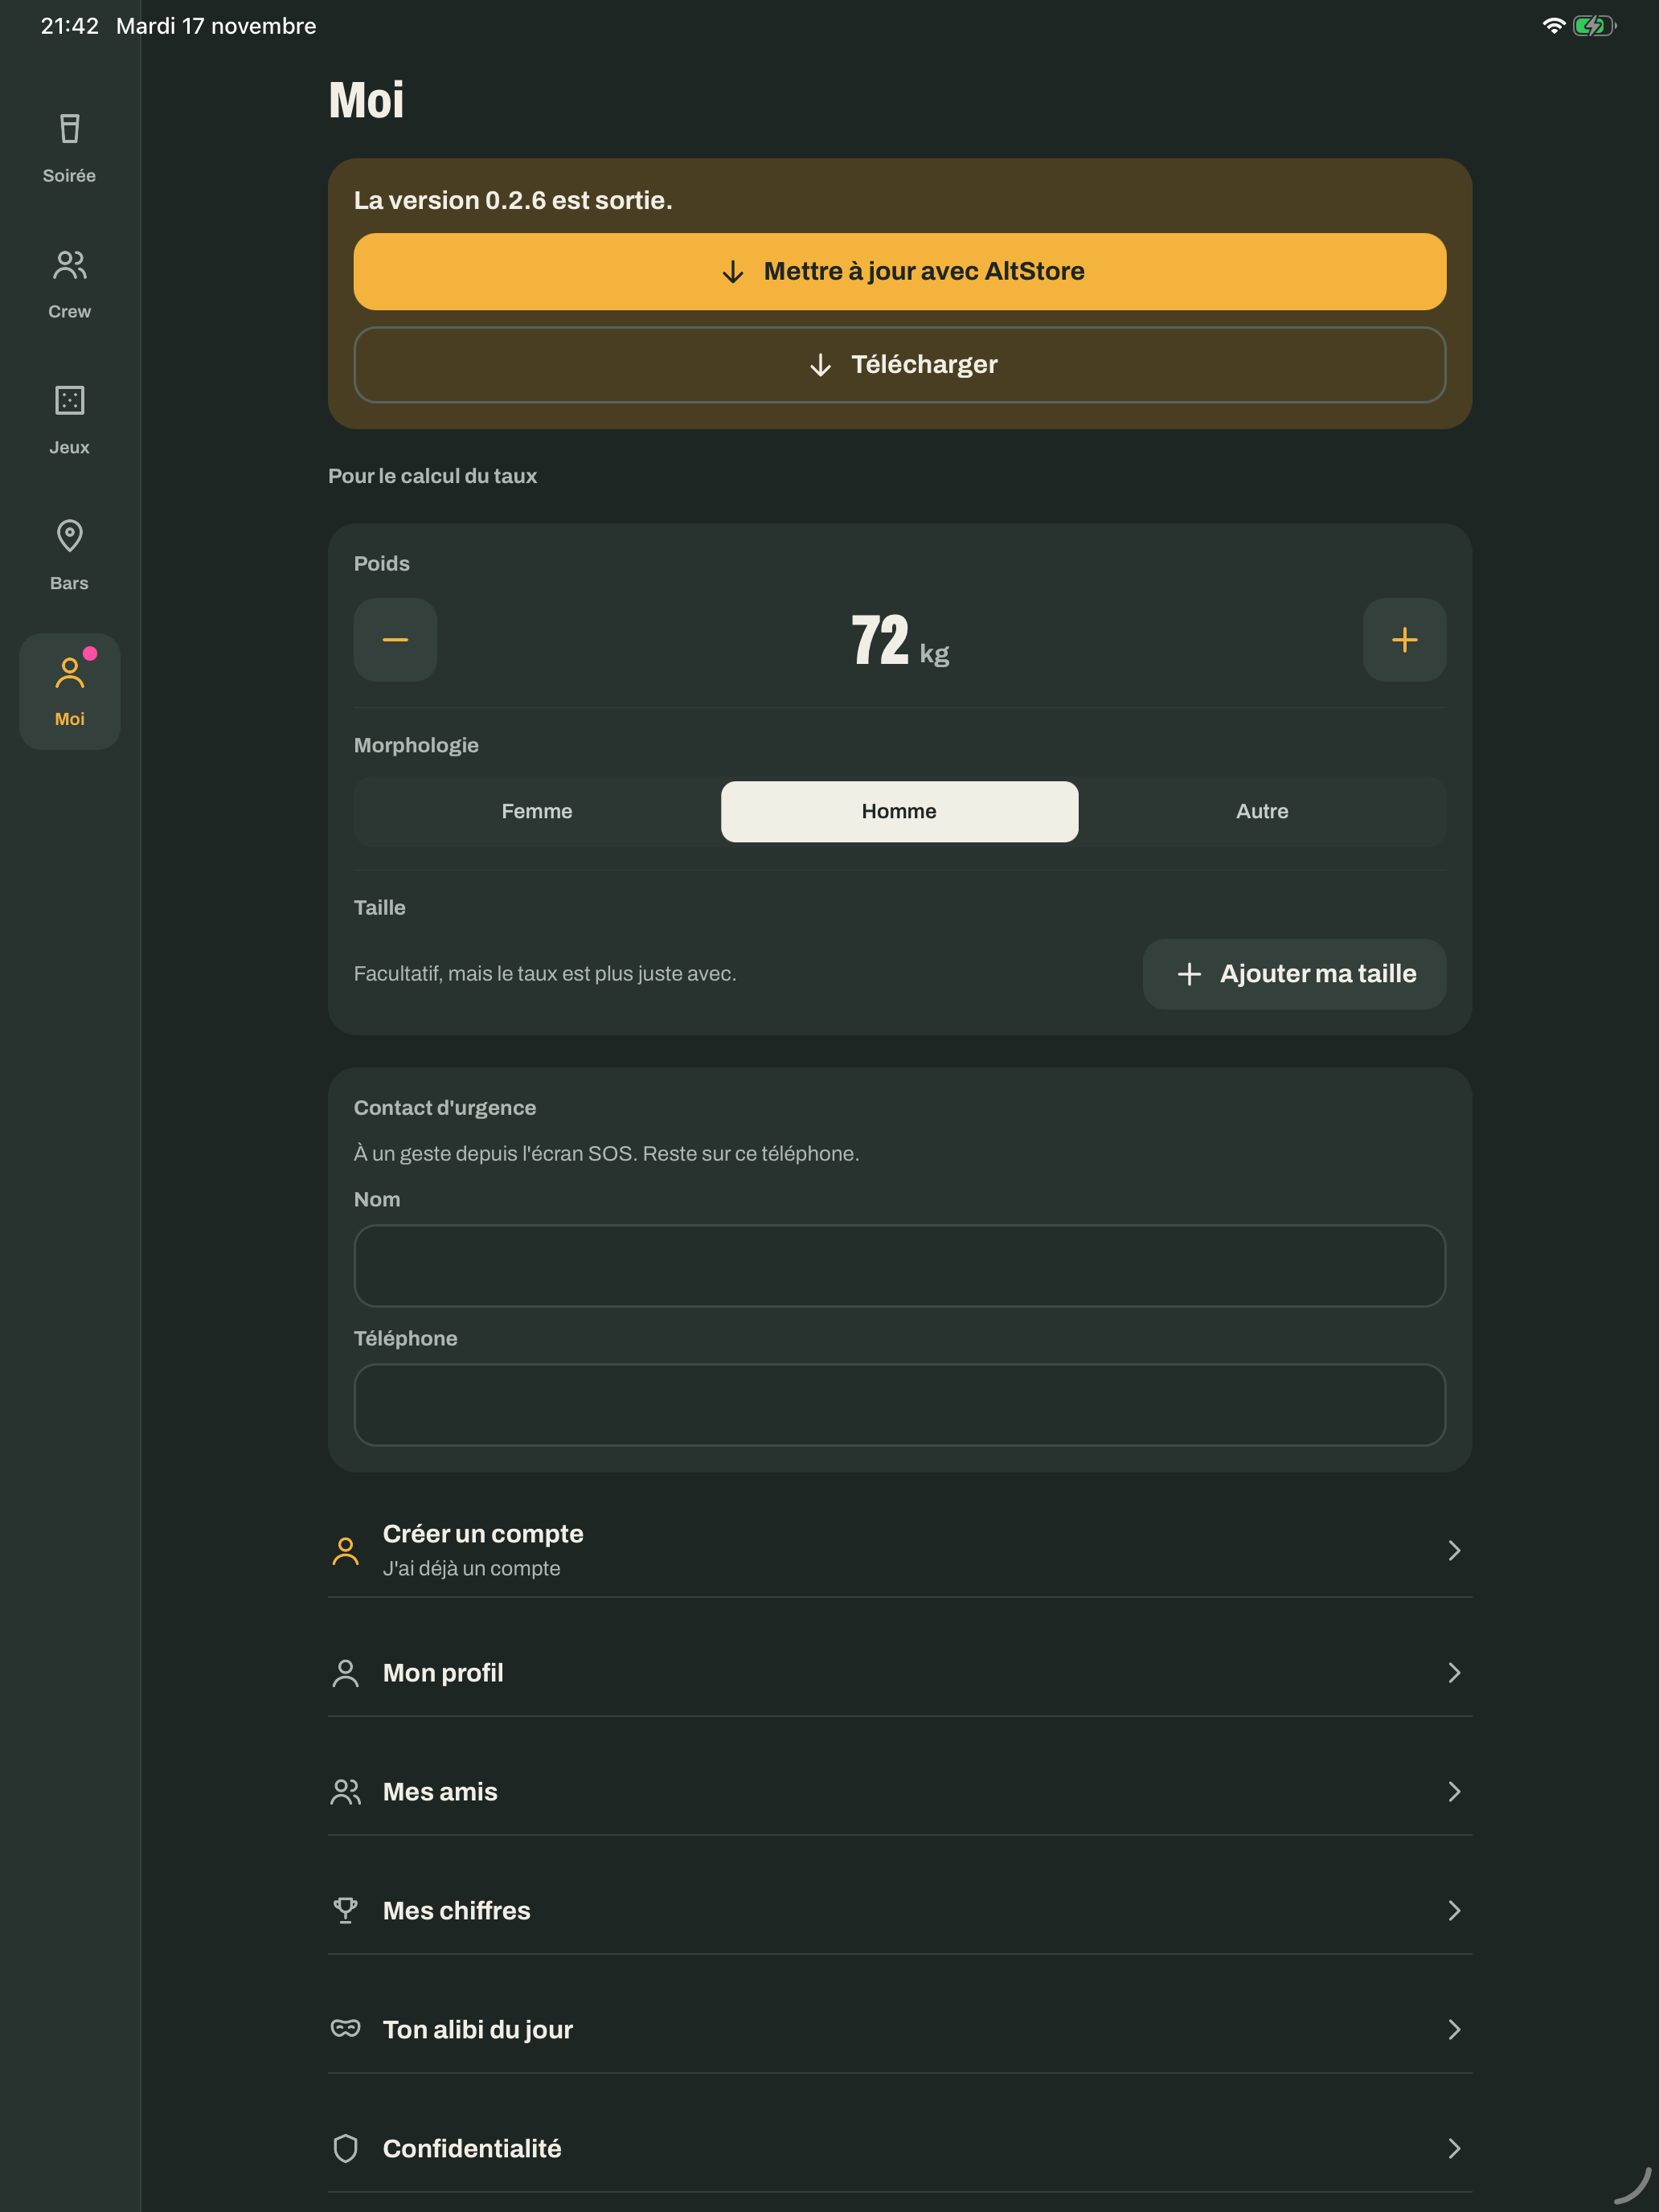 21:42 Mardi 17 novembre
Soirée
Crew
Jeux
Bars
Moi
Moi
La version 0.2.6 est sortie.
Mettre à jour avec AltStore
Télécharger
Pour le calcul du taux
Poids
72 kg
Morphologie
Femme
Homme
Autre
Taille
Facultatif, mais le taux est plus juste avec.
Ajouter ma taille
Contact d'urgence
À un geste depuis l'écran SOS. Reste sur ce téléphone.
Nom
Téléphone
Créer un compte
J'ai déjà un compte
Mon profil
Mes amis
Mes chiffres
Ton alibi du jour
Confidentialité